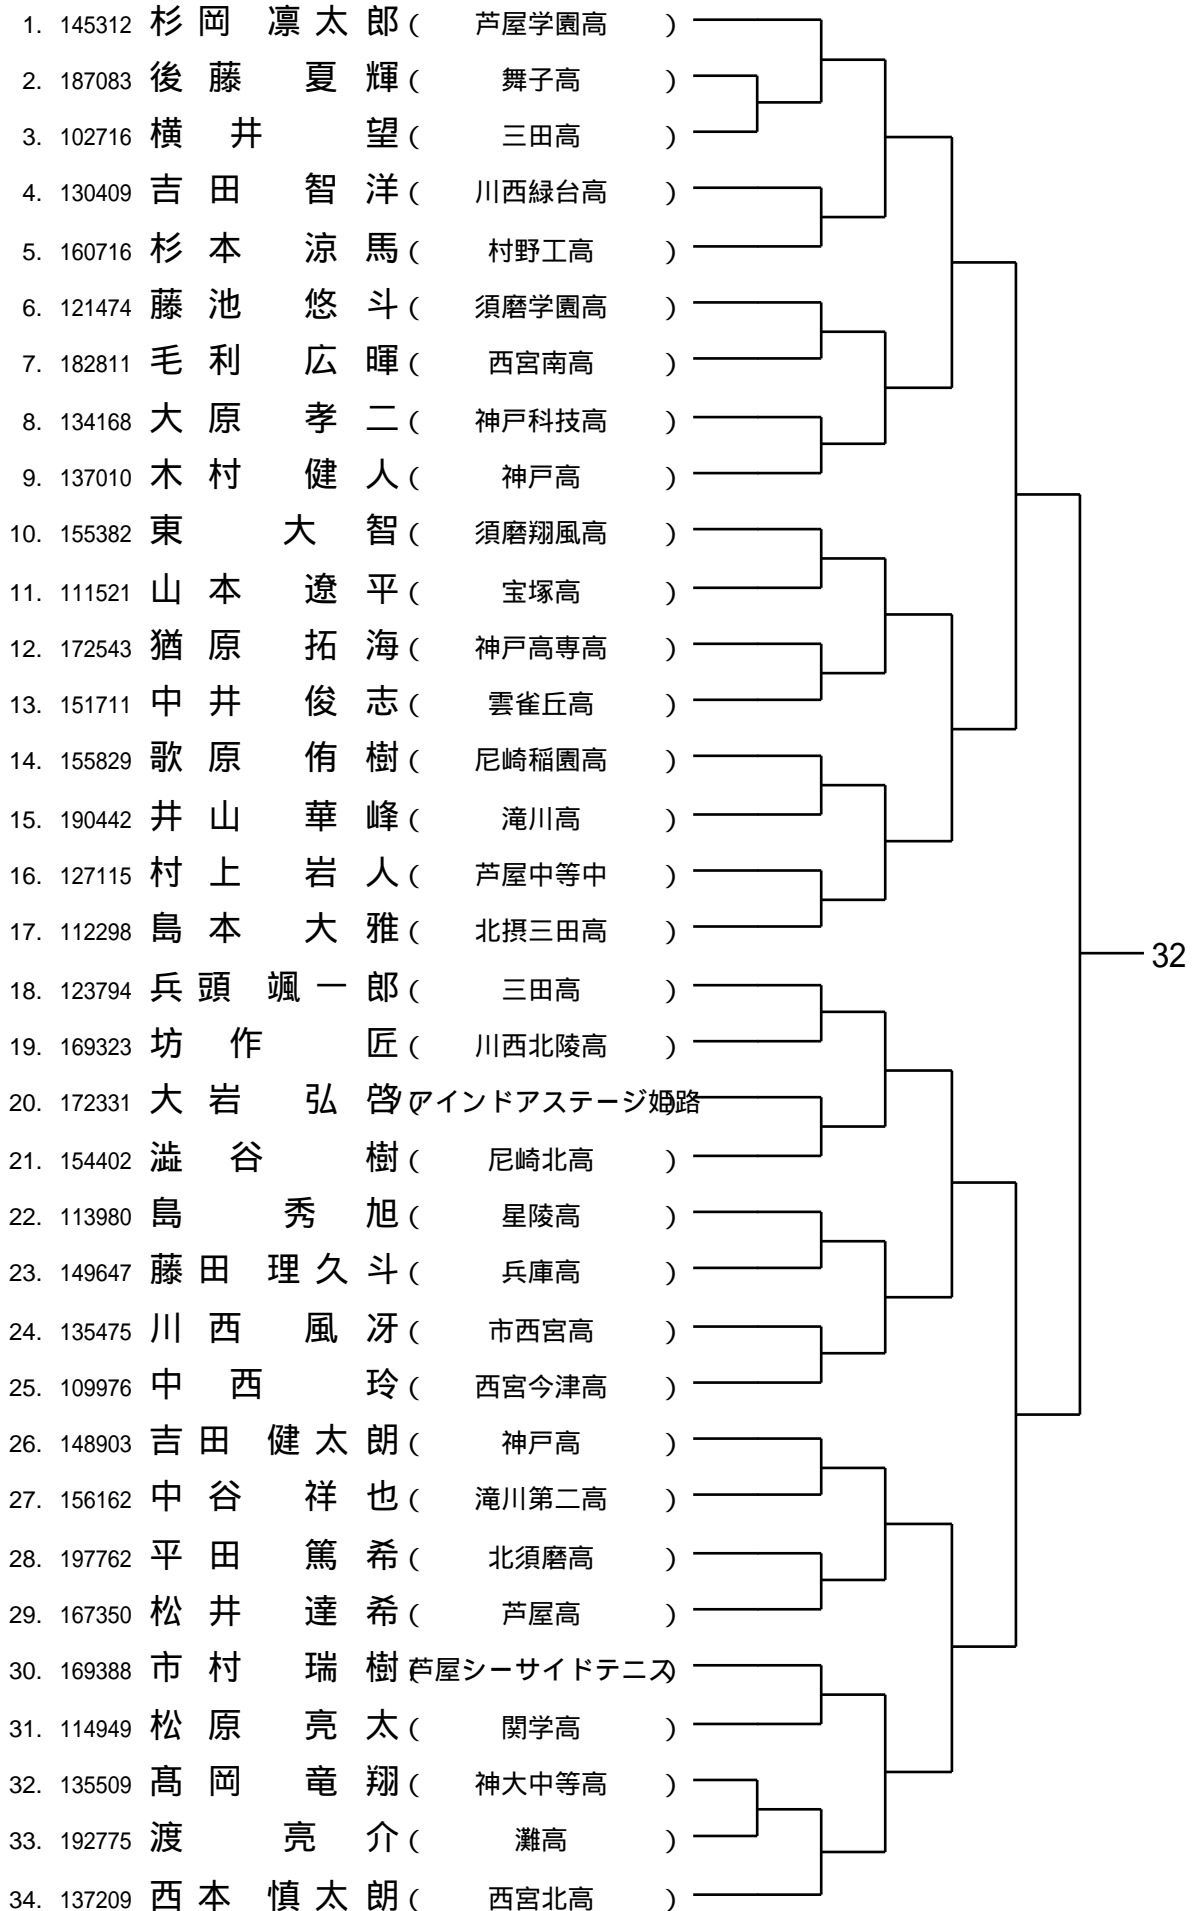 1. 145312 杉岡 凛太郎 ( 芦屋学園高 )
2. 187083 後藤 夏輝 ( 舞子高 )
3. 102716 横井 望 ( 三田高 )
4. 130409 吉田 智洋 ( 川西緑台高 )
5. 160716 杉本 涼馬 ( 村野工高 )
6. 121474 藤池 悠斗 ( 須磨学園高 )
7. 182811 毛利 広暉 ( 西宮南高 )
8. 134168 大原 孝二 ( 神戸科技高 )
9. 137010 木村 健人 ( 神戸高 )
10. 155382 東 大智 ( 須磨翔風高 )
11. 111521 山本 遼平 ( 宝塚高 )
12. 172543 猶原 拓海 ( 神戸高専高 )
13. 151711 中井 俊志 ( 雲雀丘高 )
14. 155829 歌原 侑樹 ( 尼崎稲園高 )
15. 190442 井山 華峰 ( 滝川高 )
16. 127115 村上 岩人 ( 芦屋中等中 )
17. 112298 島本 大雅 ( 北摂三田高 )
32
18. 123794 兵頭 颯一郎 ( 三田高 )
19. 169323 坊作 匠 ( 川西北陵高 )
20. 172331 大岩 弘啓 ( ノアインドアステージ姫路 )
21. 154402 澁谷 樹 ( 尼崎北高 )
22. 113980 島 秀旭 ( 星陵高 )
23. 149647 藤田 理久斗 ( 兵庫高 )
24. 135475 川西 風冴 ( 市西宮高 )
25. 109976 中西 玲 ( 西宮今津高 )
26. 148903 吉田 健太朗 ( 神戸高 )
27. 156162 中谷 祥也 ( 滝川第二高 )
28. 197762 平田 篤希 ( 北須磨高 )
29. 167350 松井 達希 ( 芦屋高 )
30. 169388 市村 瑞樹 ( 芦屋シーサイドテニス )
31. 114949 松原 亮太 ( 関学高 )
32. 135509 髙岡 竜翔 ( 神大中等高 )
33. 192775 渡 亮介 ( 灘高 )
34. 137209 西本 慎太朗 ( 西宮北高 )